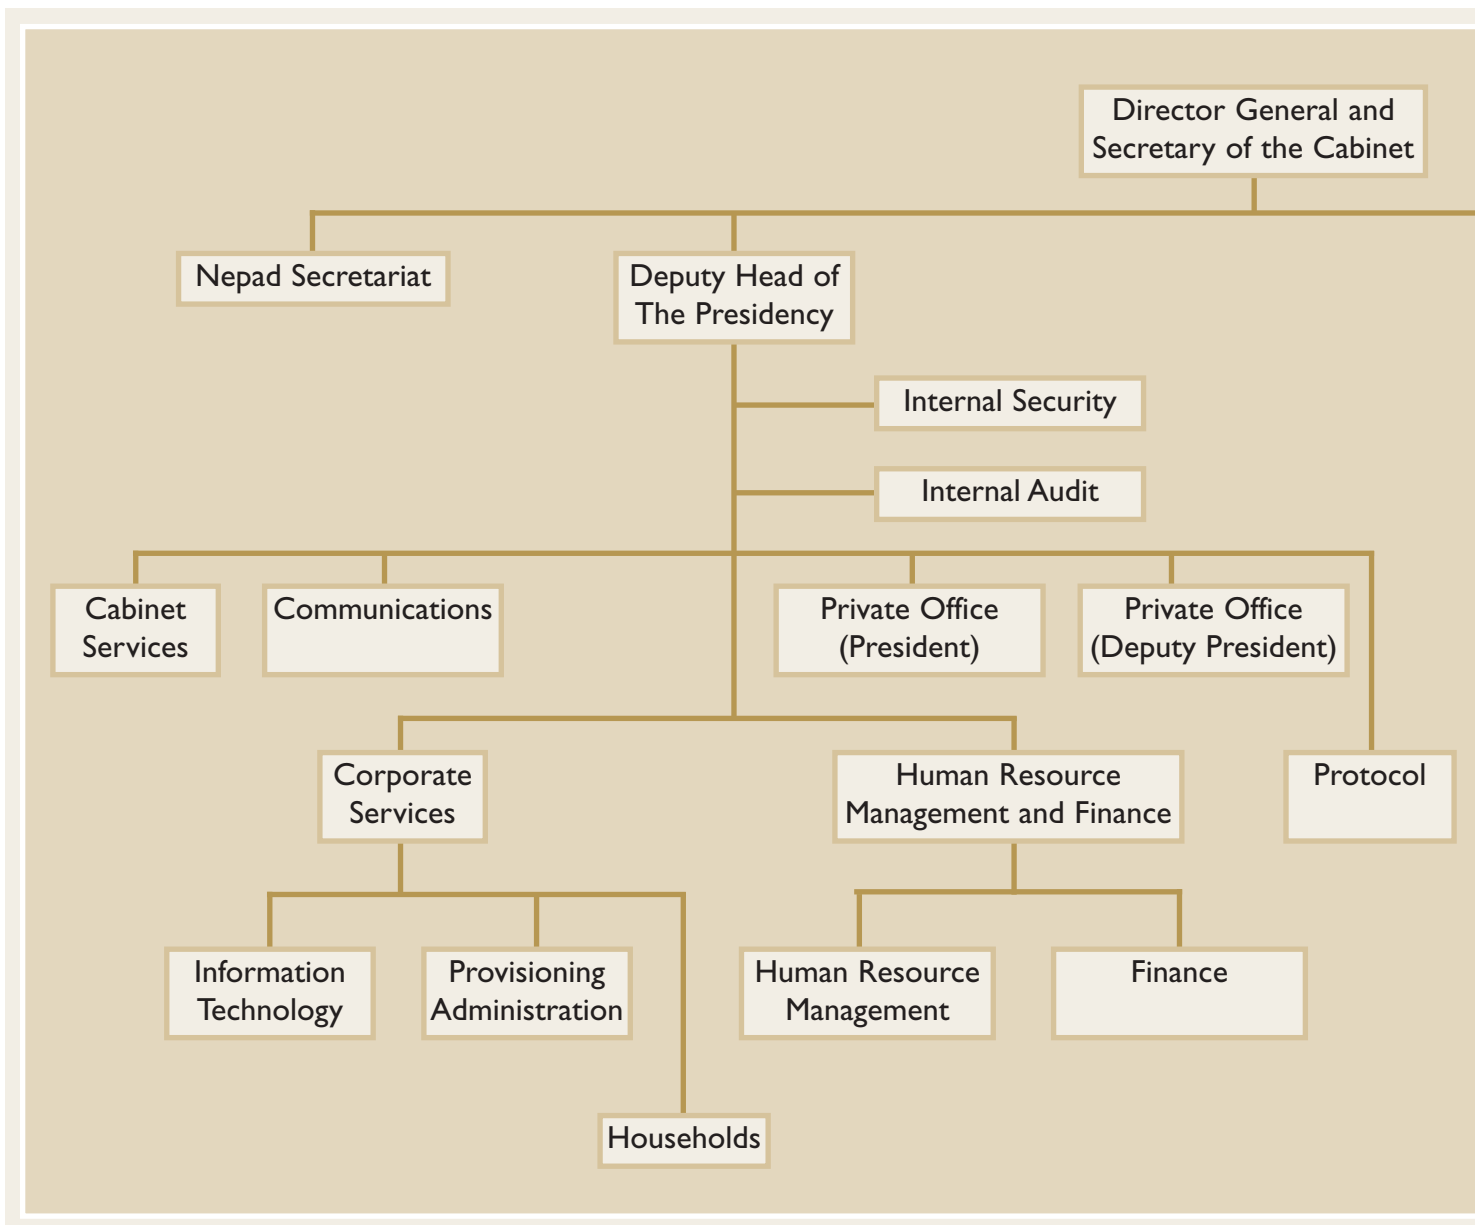 Director General and
Secretary of the Cabinet
Nepad Secretariat
Deputy Head of
The Presidency
Internal Security
Internal Audit
Cabinet
Services
Communications
Private Office
(President)
Private Office
(Deputy President)
Corporate
Services
Human Resource
Management and Finance
Protocol
Information
Technology
Provisioning
Administration
Human Resource
Management
Finance
Households